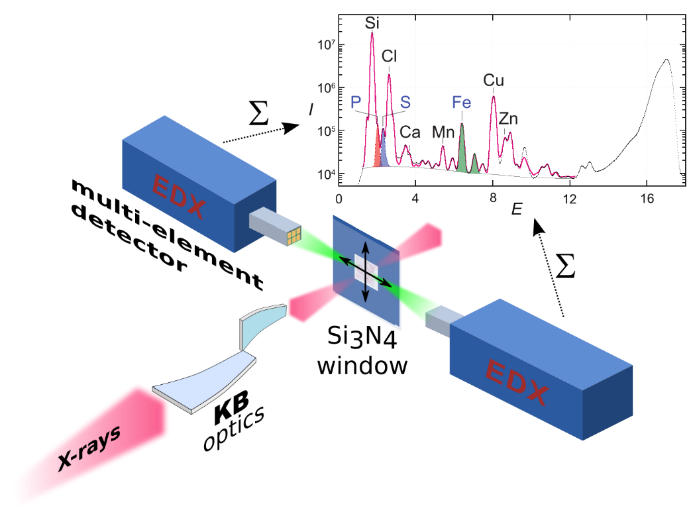 Si
10⁷
Cl
10⁶
Cu
I
P
S
Fe
Zn
Σ
10⁵
Ca
Mn
10⁴
0
4
8
12
16
E
EDX
multi-element
detector
Σ
Si3N4
window
EDX
KB
optics
X-rays